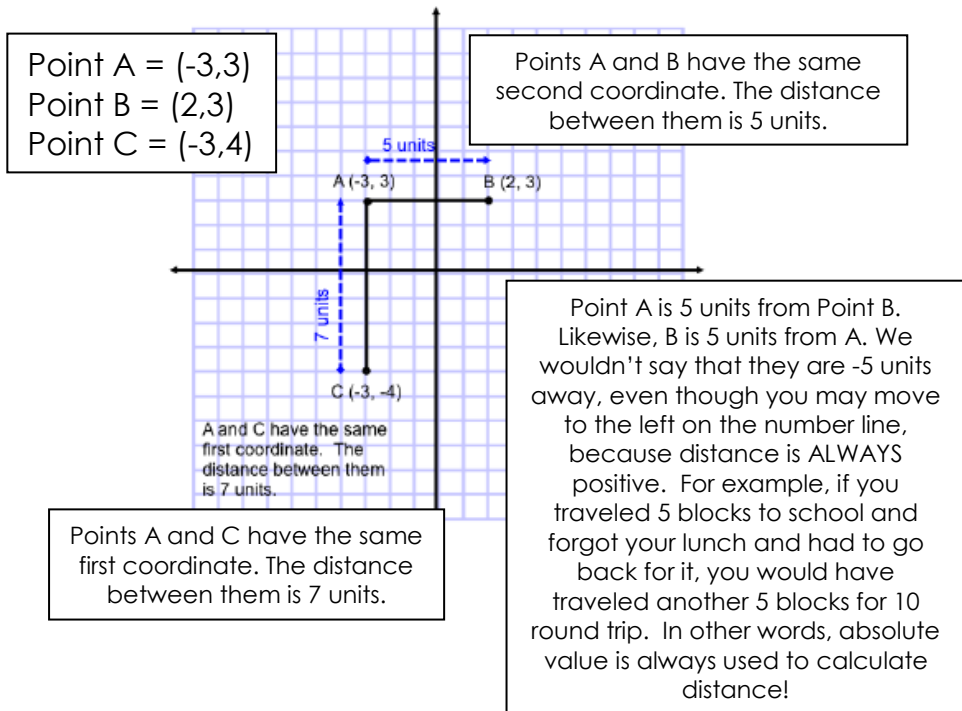 Point A = (-3,3)
Point B = (2,3)
Point C = (-3,4)
Points A and B have the same
second coordinate. The distance
between them is 5 units.
5 units
A (-3, 3)
B (2, 3)
7 units
C (-3, -4)
A and C have the same
first coordinate. The
distance between them
is 7 units.
Points A and C have the same
first coordinate. The distance
between them is 7 units.
Point A is 5 units from Point B.
Likewise, B is 5 units from A. We
wouldn’t say that they are -5 units
away, even though you may move
to the left on the number line,
because distance is ALWAYS
positive. For example, if you
traveled 5 blocks to school and
forgot your lunch and had to go
back for it, you would have
traveled another 5 blocks for 10
round trip. In other words, absolute
value is always used to calculate
distance!